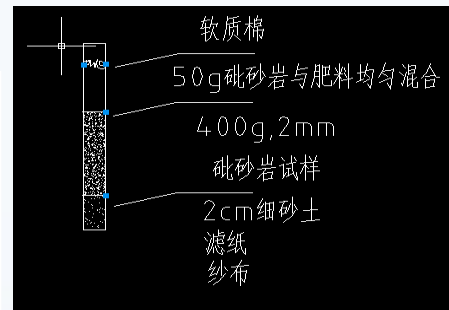 软质棉
50g砒砂岩与肥料均匀混合
400g,2mm
砒砂岩试样
2cm细砂土
滤纸
纱布